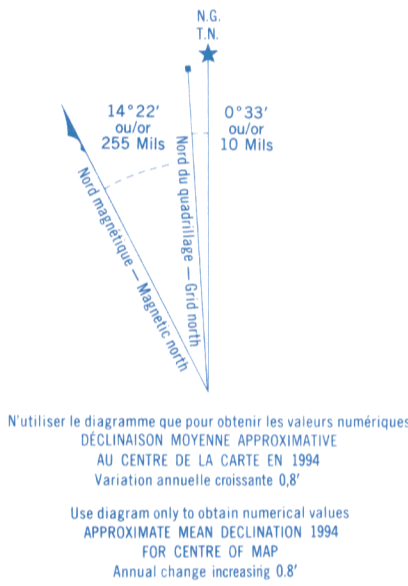 N.G.
T.N.
14°22′
ou/or
255 Mils
0°33′
ou/or
10 Mils
Nord magnétique — Magnetic north
Nord du quadrillage — Grid north
N'utiliser le diagramme que pour obtenir les valeurs numériques
DÉCLINAISON MOYENNE APPROXIMATIVE
AU CENTRE DE LA CARTE EN 1994
Variation annuelle croissante 0,8′
Use diagram only to obtain numerical values
APPROXIMATE MEAN DECLINATION 1994
FOR CENTRE OF MAP
Annual change increasing 0.8′